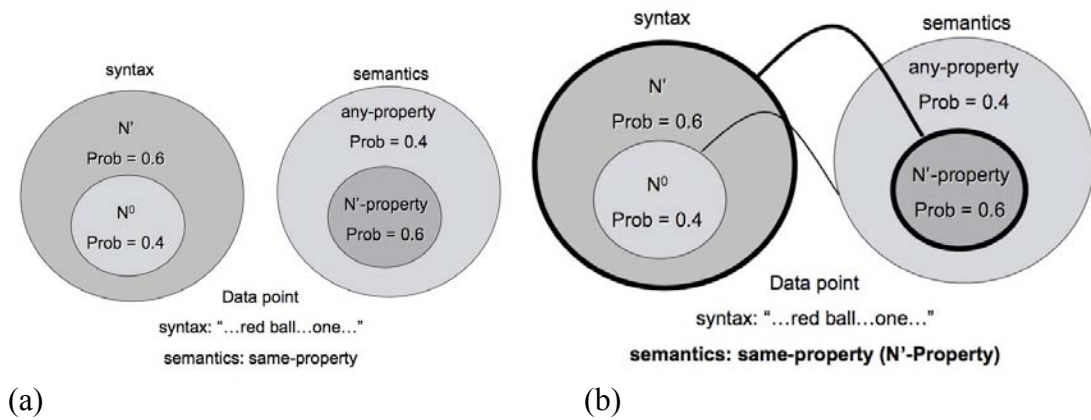 syntax
semantics
N'
Prob = 0.6
any-property
Prob = 0.4
N⁰
Prob = 0.4
N'-property
Prob = 0.6
Data point
syntax: “…red ball…one…”
semantics: same-property
(a)
syntax
semantics
N'
Prob = 0.6
any-property
Prob = 0.4
N⁰
Prob = 0.4
N'-property
Prob = 0.6
Data point
syntax: “…red ball…one…”
semantics: same-property (N'-Property)
(b)